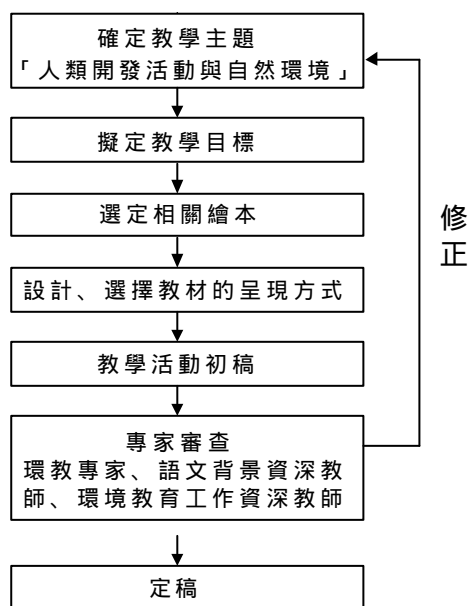 確定教學主題
「人類開發活動與自然環境」
擬定教學目標
選定相關繪本
修正
設計、選擇教材的呈現方式
教學活動初稿
專家審查
環教專家、語文背景資深教
師、環境教育工作資深教師
定稿